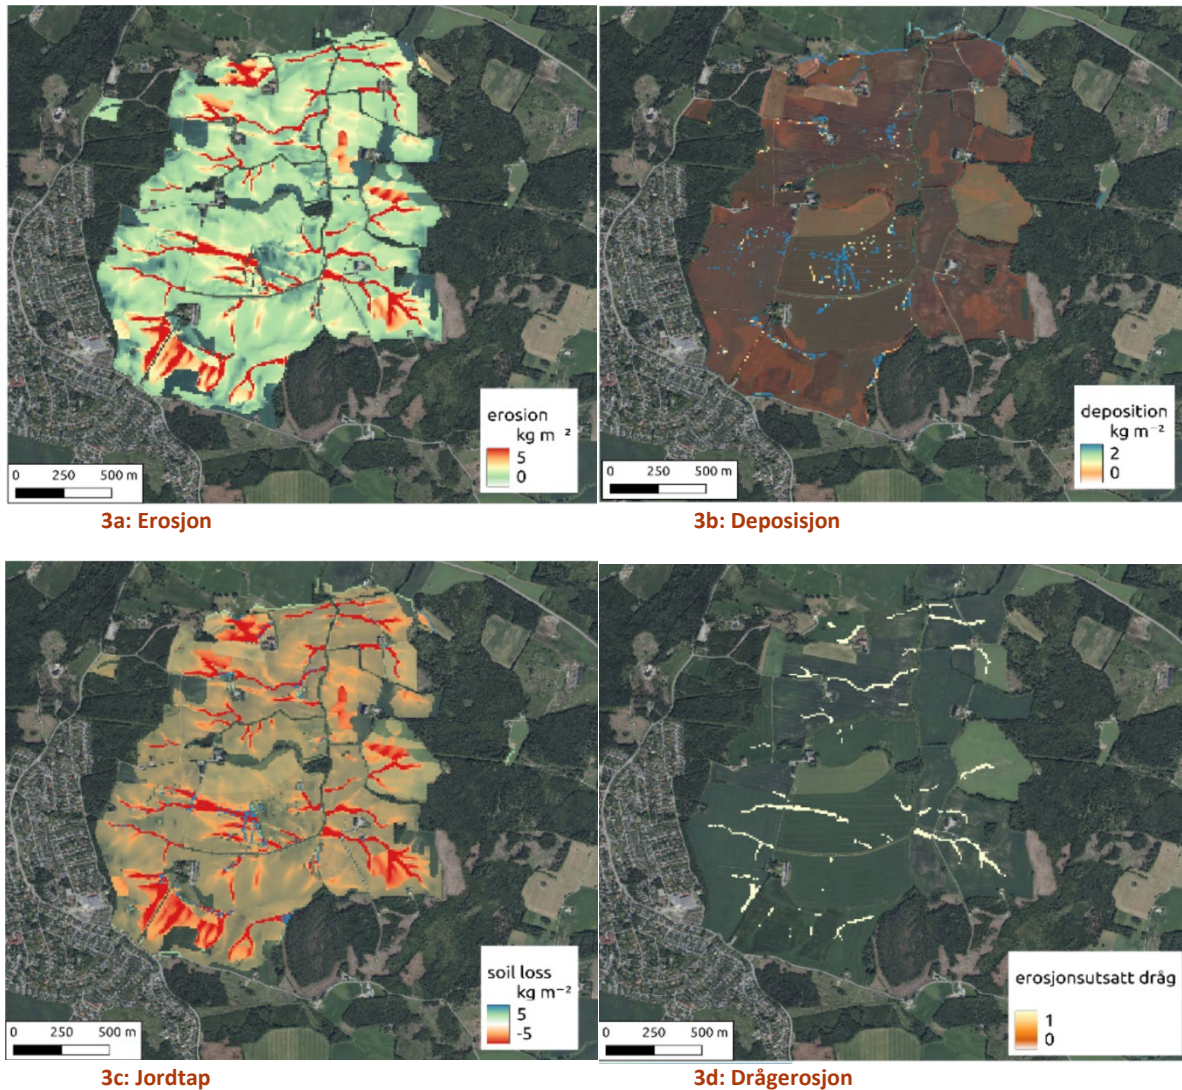 erosion
kg m ⁻²
5
0
0 250 500 m
3a: Erosjon
deposition
kg m⁻²
2
0
0 250 500 m
3b: Deposisjon
soil loss
kg m⁻²
5
-5
0 250 500 m
3c: Jordtap
erosjonsutsatt dråg
1
0
0 250 500 m
3d: Drågerosjon